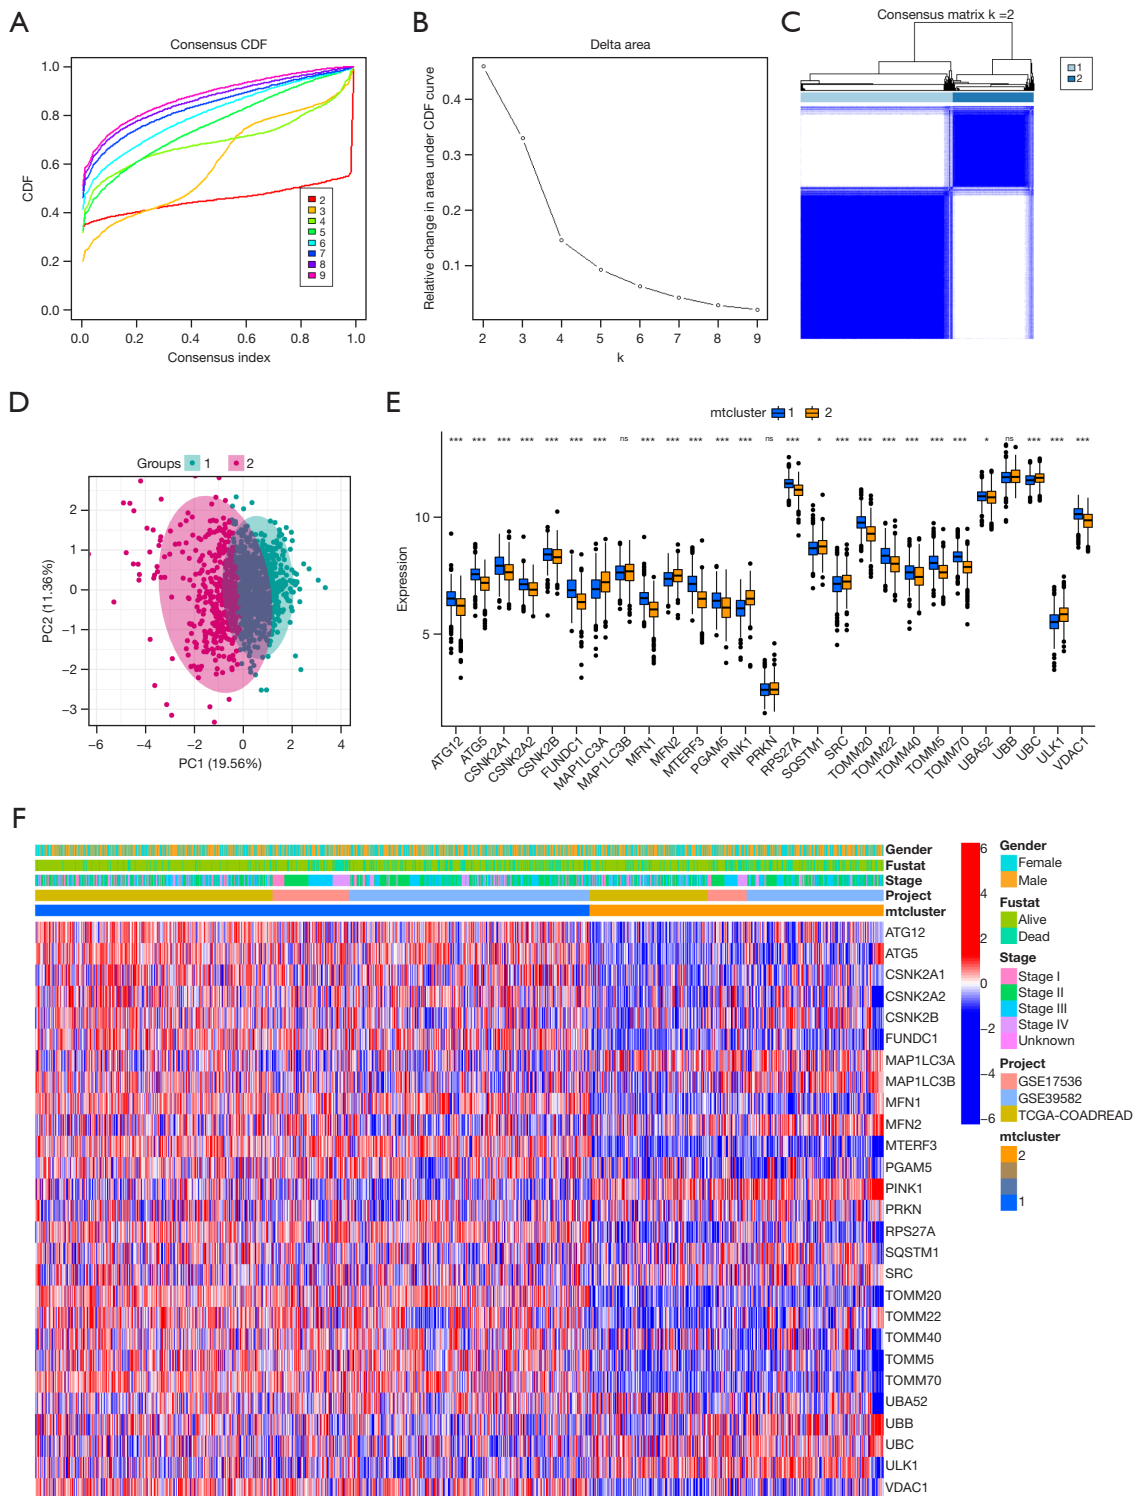 A
Consensus CDF
CDF
1.0
0.8
0.6
0.4
0.2
0.0
2
3
4
5
6
7
8
9
0.0 0.2 0.4 0.6 0.8 1.0
Consensus index
B
Delta area
Relative change in area under CDF curve
0.4
0.3
0.2
0.1
2 3 4 5 6 7 8 9
k
C
Consensus matrix k =2
1
2
D
Groups 1 2
PC2 (11.36%)
2
1
0
−1
−2
−3
−6 −4 −2 0 2 4
PC1 (19.56%)
E
mtcluster 1 2
*** *** *** *** *** *** *** ns *** *** *** *** *** ns *** * *** *** *** *** *** * ns *** *** ***
Expression
10
5
ATG12
ATG5
CSNK2A1
CSNK2A2
CSNK2B
FUNDC1
MAP1LC3A
MAP1LC3B
MFN1
MFN2
MTERF3
PGAM5
PINK1
PRKN
RPS27A
SQSTM1
SRC
TOMM20
TOMM22
TOMM40
TOMM5
TOMM70
UBA52
UBB
UBC
ULK1
VDAC1
F
Gender
Fustat
Stage
Project
mtcluster
ATG12
ATG5
CSNK2A1
CSNK2A2
CSNK2B
FUNDC1
MAP1LC3A
MAP1LC3B
MFN1
MFN2
MTERF3
PGAM5
PINK1
PRKN
RPS27A
SQSTM1
SRC
TOMM20
TOMM22
TOMM40
TOMM5
TOMM70
UBA52
UBB
UBC
ULK1
VDAC1
6
4
2
0
−2
−4
−6
Gender
Female
Male
Fustat
Alive
Dead
Stage
Stage I
Stage II
Stage III
Stage IV
Unknown
Project
GSE17536
GSE39582
TCGA-COADREAD
mtcluster
2
1